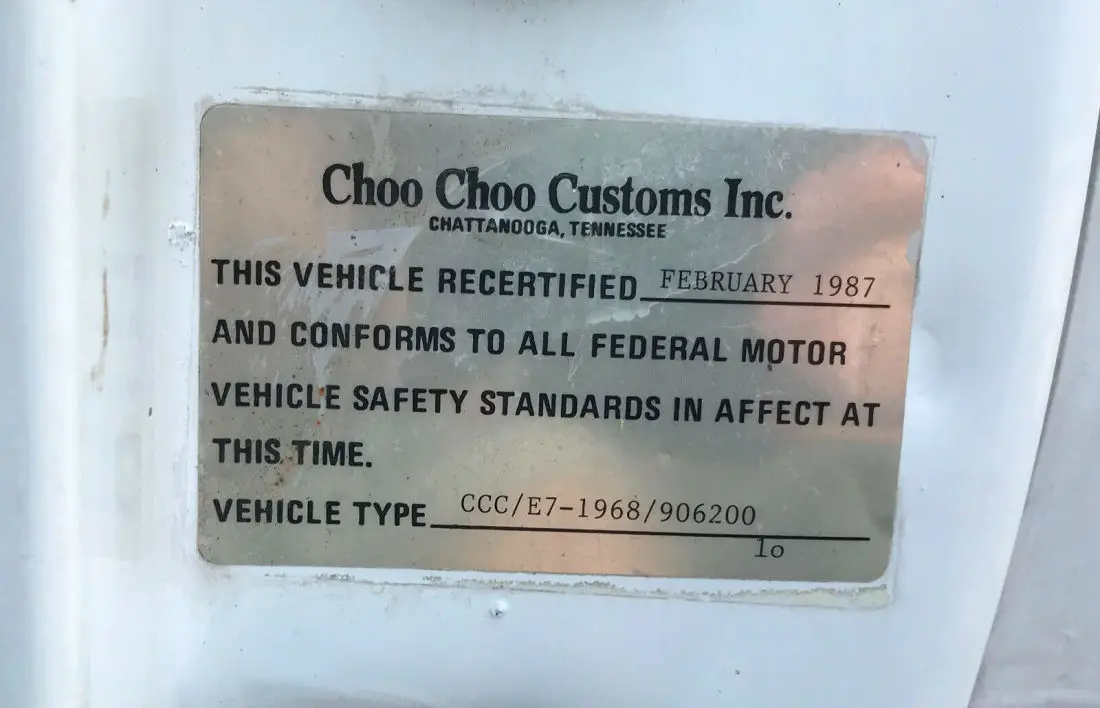 Choo Choo Customs Inc.
CHATTANOOGA, TENNESSEE
THIS VEHICLE RECERTIFIED FEBRUARY 1987
AND CONFORMS TO ALL FEDERAL MOTOR
VEHICLE SAFETY STANDARDS IN AFFECT AT
THIS TIME.
VEHICLE TYPE CCC/E7-1968/906200
1o